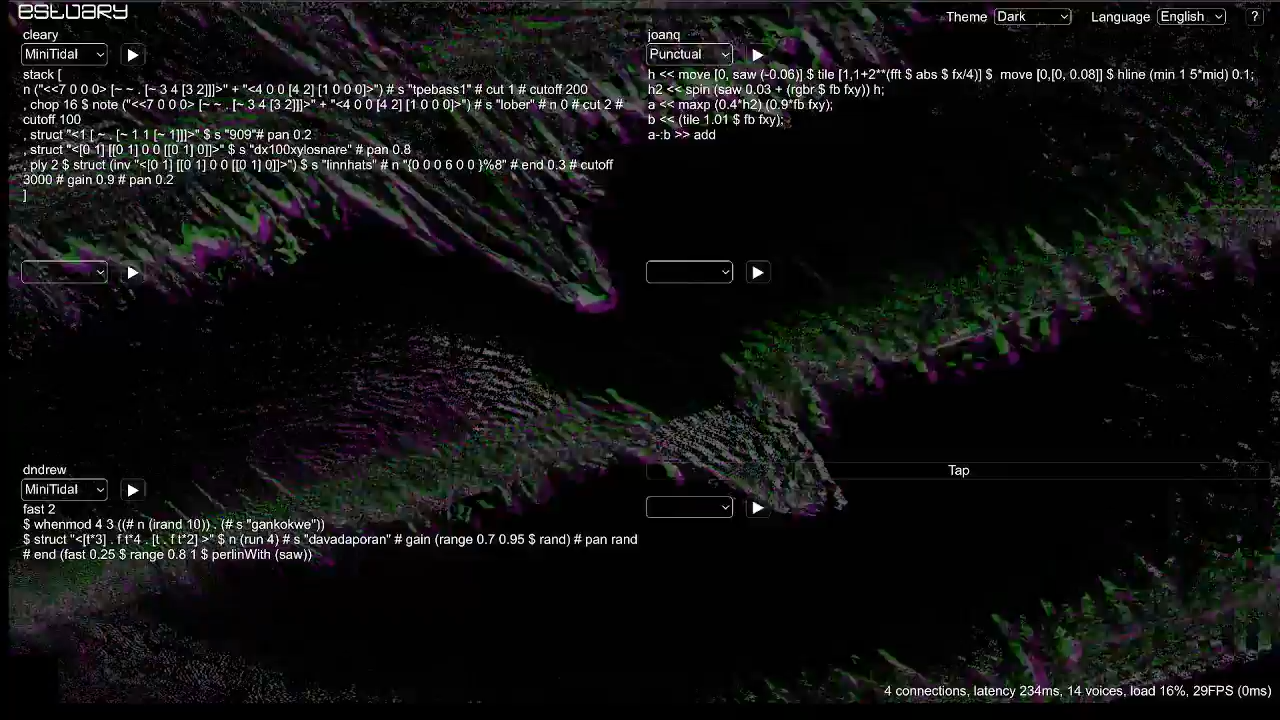 estuary
Theme Dark Language English ?
cleary
MiniTidal
stack [
n ("<<7 0 0 0> [~ ~ . [~ 3 4 [3 2]]]>" + "<4 0 0 [4 2] [1 0 0 0]>") # s "tpebass1" # cut 1 # cutoff 200
, chop 16 $ note ("<<7 0 0 0> [~ ~ . [~ 3 4 [3 2]]]>" + "<4 0 0 [4 2] [1 0 0 0]>") # s "lober" # n 0 # cut 2 #
cutoff 100
, struct "<1 [ ~ . [~ 1 1 [~ 1]]]>" $ s "909"# pan 0.2
, struct "<[0 1] [[0 1] 0 0 [[0 1] 0]]>" $ s "dx100xylosnare" # pan 0.8
, ply 2 $ struct (inv "<[0 1] [[0 1] 0 0 [[0 1] 0]]>") $ s "linnhats" # n "{0 0 0 6 0 0 }%8" # end 0.3 # cutoff
3000 # gain 0.9 # pan 0.2
]
joanq
Punctual
h << move [0, saw (-0.06)] $ tile [1,1+2**(fft $ abs $ fx/4)] $  move [0,[0, 0.08]] $ hline (min 1 5*mid) 0.1;
h2 << spin (saw 0.03 + (rgbr $ fb fxy)) h;
a << maxp (0.4*h2) (0.9*fb fxy);
b << (tile 1.01 $ fb fxy);
a-:b >> add
dndrew
MiniTidal
fast 2
$ whenmod 4 3 ((# n (irand 10)) . (# s "gankokwe"))
$ struct "<[t*3] . f t*4 . [t . f t*2] >" $ n (run 4) # s "davadaporan" # gain (range 0.7 0.95 $ rand) # pan rand
# end (fast 0.25 $ range 0.8 1 $ perlinWith (saw))
Tap
4 connections, latency 234ms, 14 voices, load 16%, 29FPS (0ms)